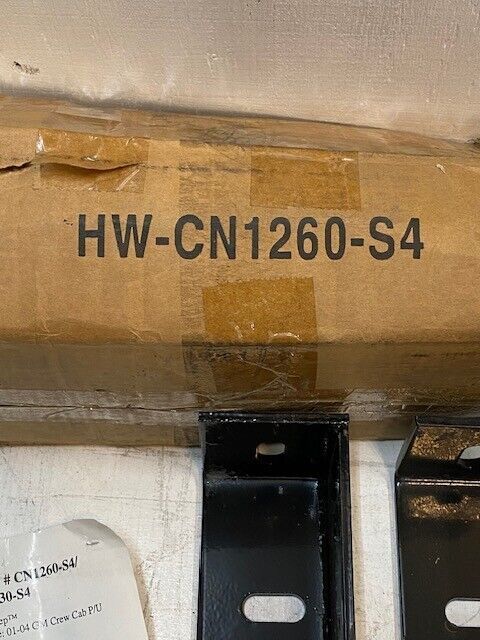 HW-CN1260-S4
# CN1260-S4/
30-S4
ep™
: 01-04 GM Crew Cab P/U